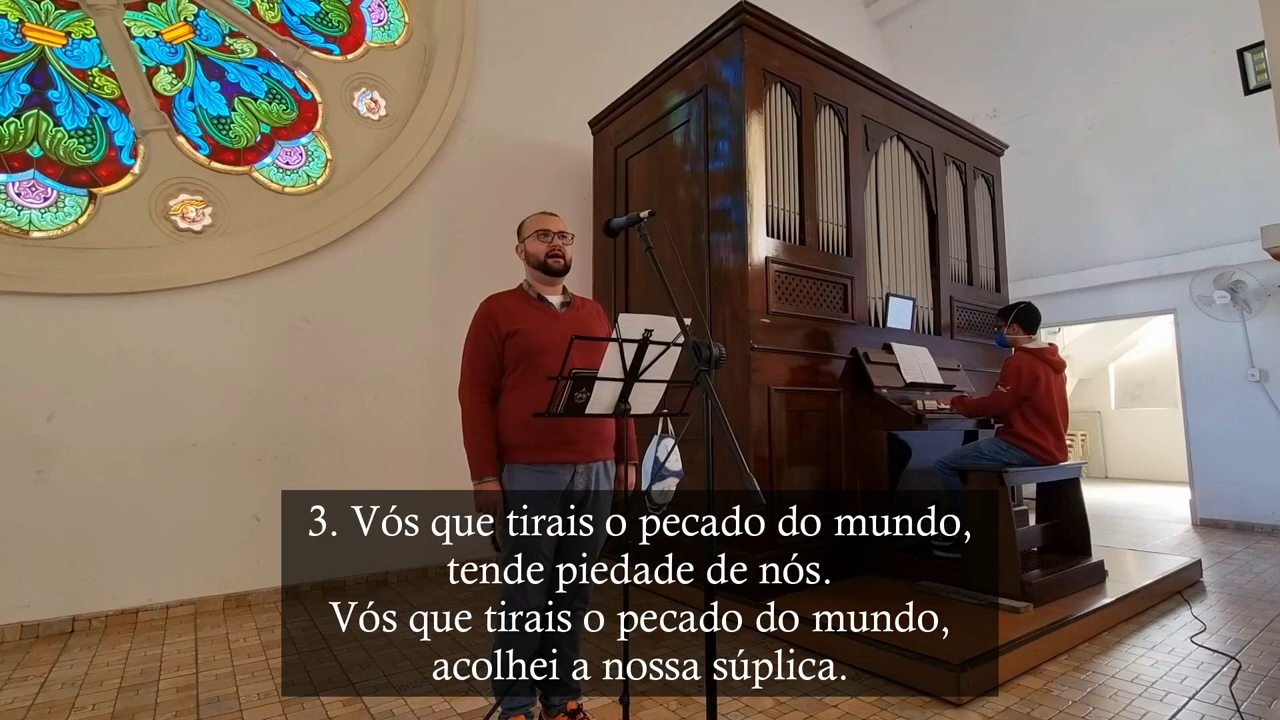 3. Vós que tirais o pecado do mundo,
tende piedade de nós.
Vós que tirais o pecado do mundo,
acolhei a nossa súplica.